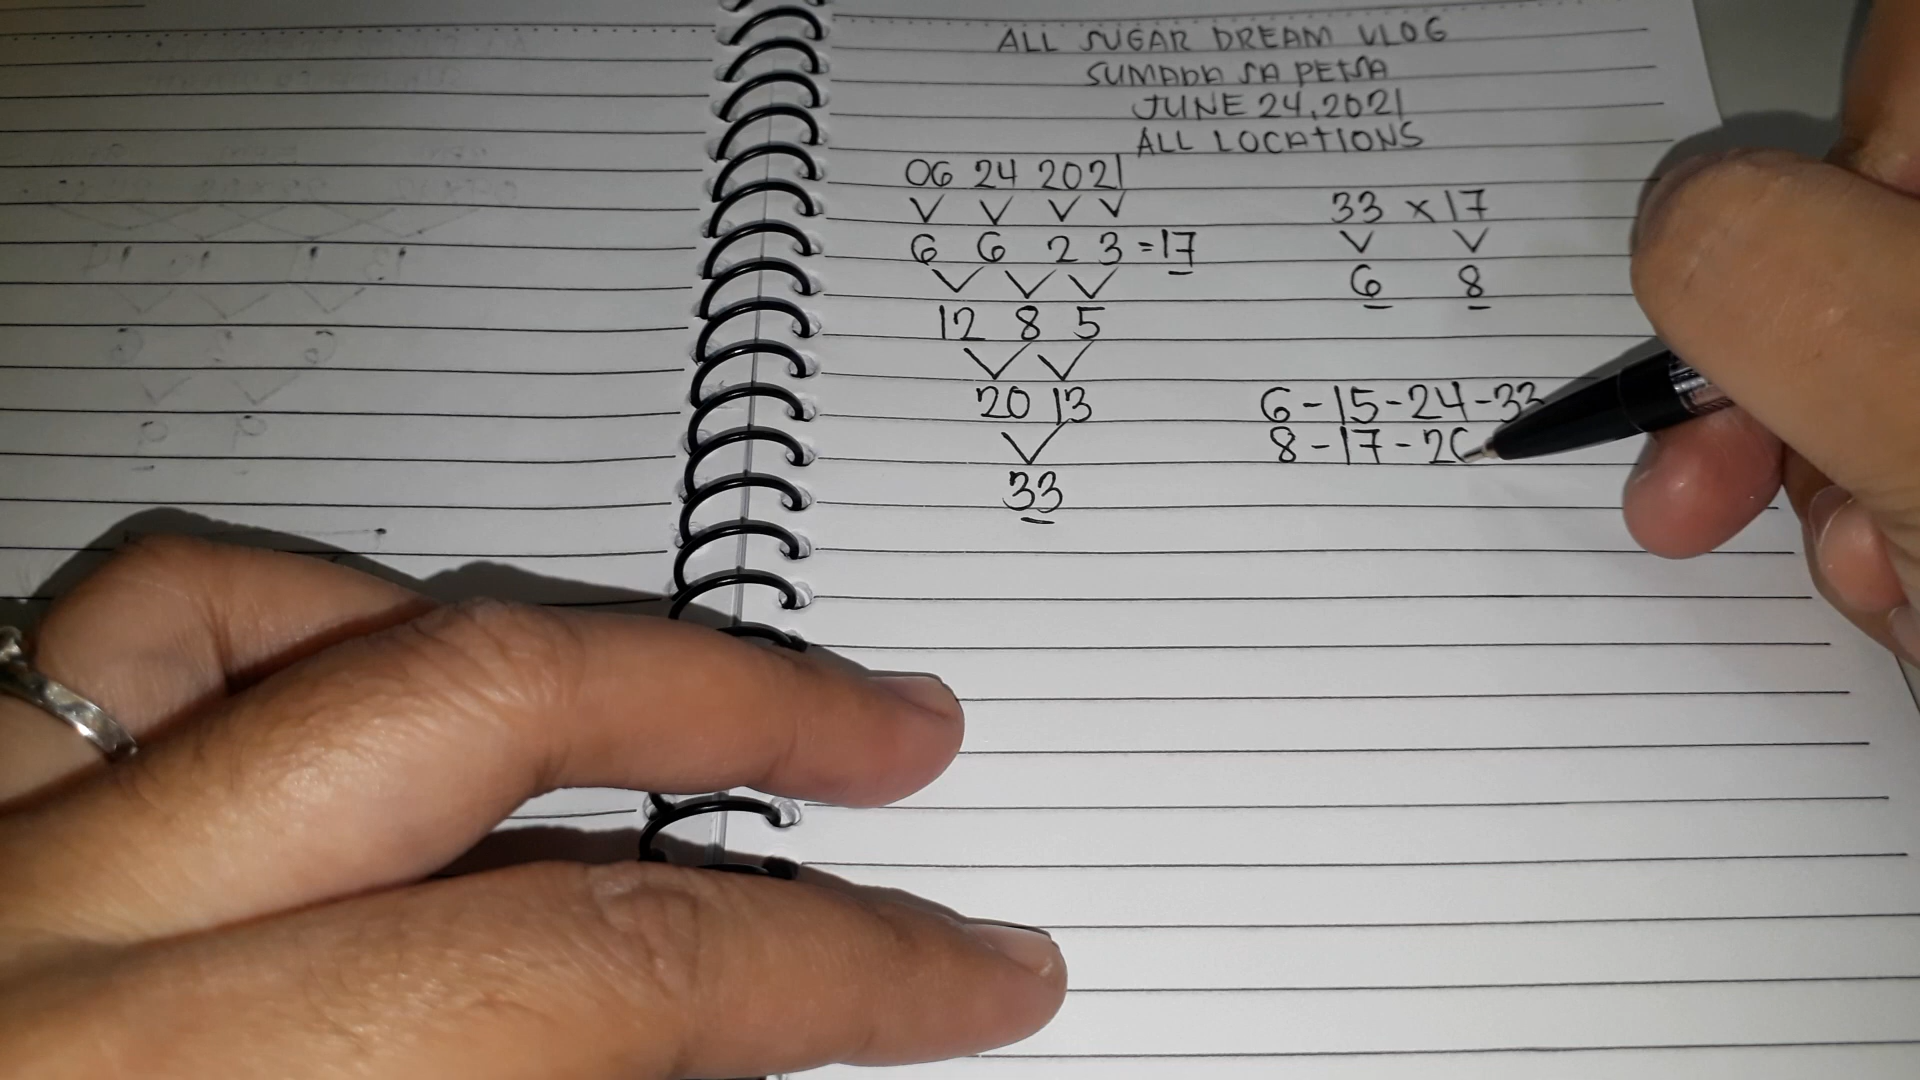 ALL SUGAR DREAM VLOG
SUMADA SA PETSA
JUNE 24, 2021
ALL LOCATIONS
06 24 2021
6 6 2 3 = 17
12 8 5
20 13
33
33 x 17
6 8
6-15-24-33
8-17-26